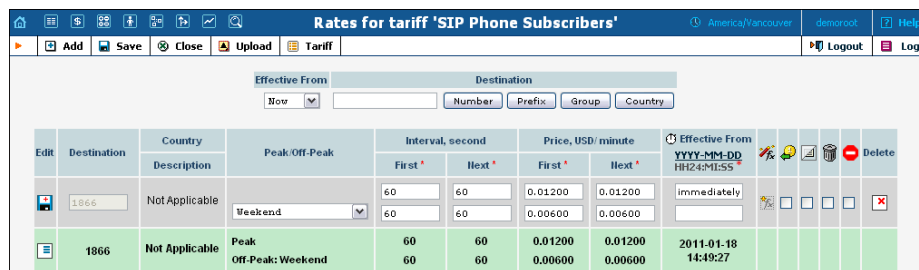 Rates for tariff 'SIP Phone Subscribers'
America/Vancouver
demoroot
? Help
Add
Save
Close
Upload
Tariff
Logout
Log
Effective From
Destination
Now
Number
Prefix
Group
Country
Edit
Destination
Country
Description
Peak/Off-Peak
Interval, second
First *
Next *
Price, USD/ minute
First *
Next *
Effective From
YYYY-MM-DD
HH24:MI:SS *
Delete
1866
Not Applicable
Weekend
60
60
0.01200
0.01200
immediately
60
60
0.00600
0.00600
1866
Not Applicable
Peak
60
60
0.01200
0.01200
2011-01-18
Off-Peak: Weekend
60
60
0.00600
0.00600
14:49:27